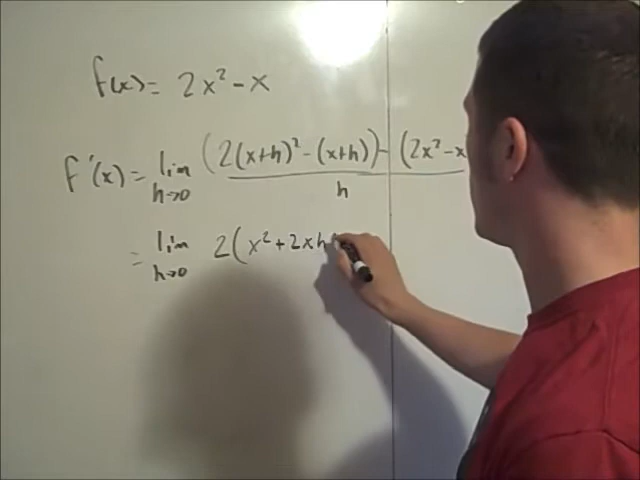 f(x) = 2x² - x
f'(x) = lim h→0 (2(x+h)² - (x+h)) - (2x² - x
h
= lim h→0 2(x² + 2xh